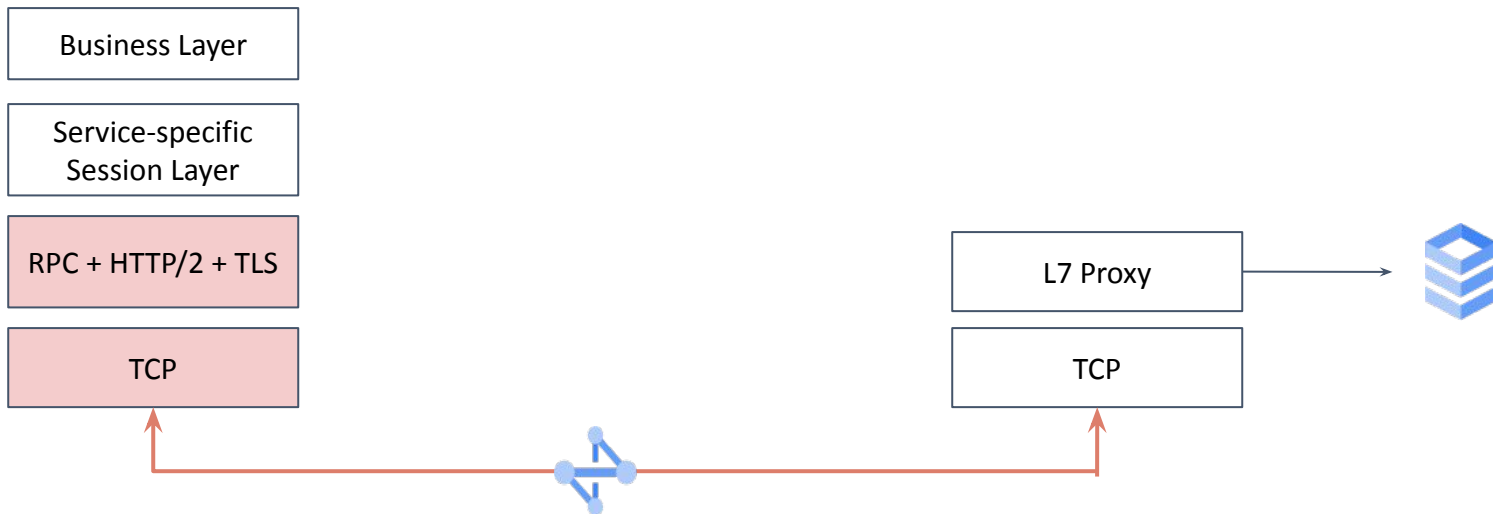 Business Layer
Service-specific
Session Layer
RPC + HTTP/2 + TLS
TCP
L7 Proxy
TCP